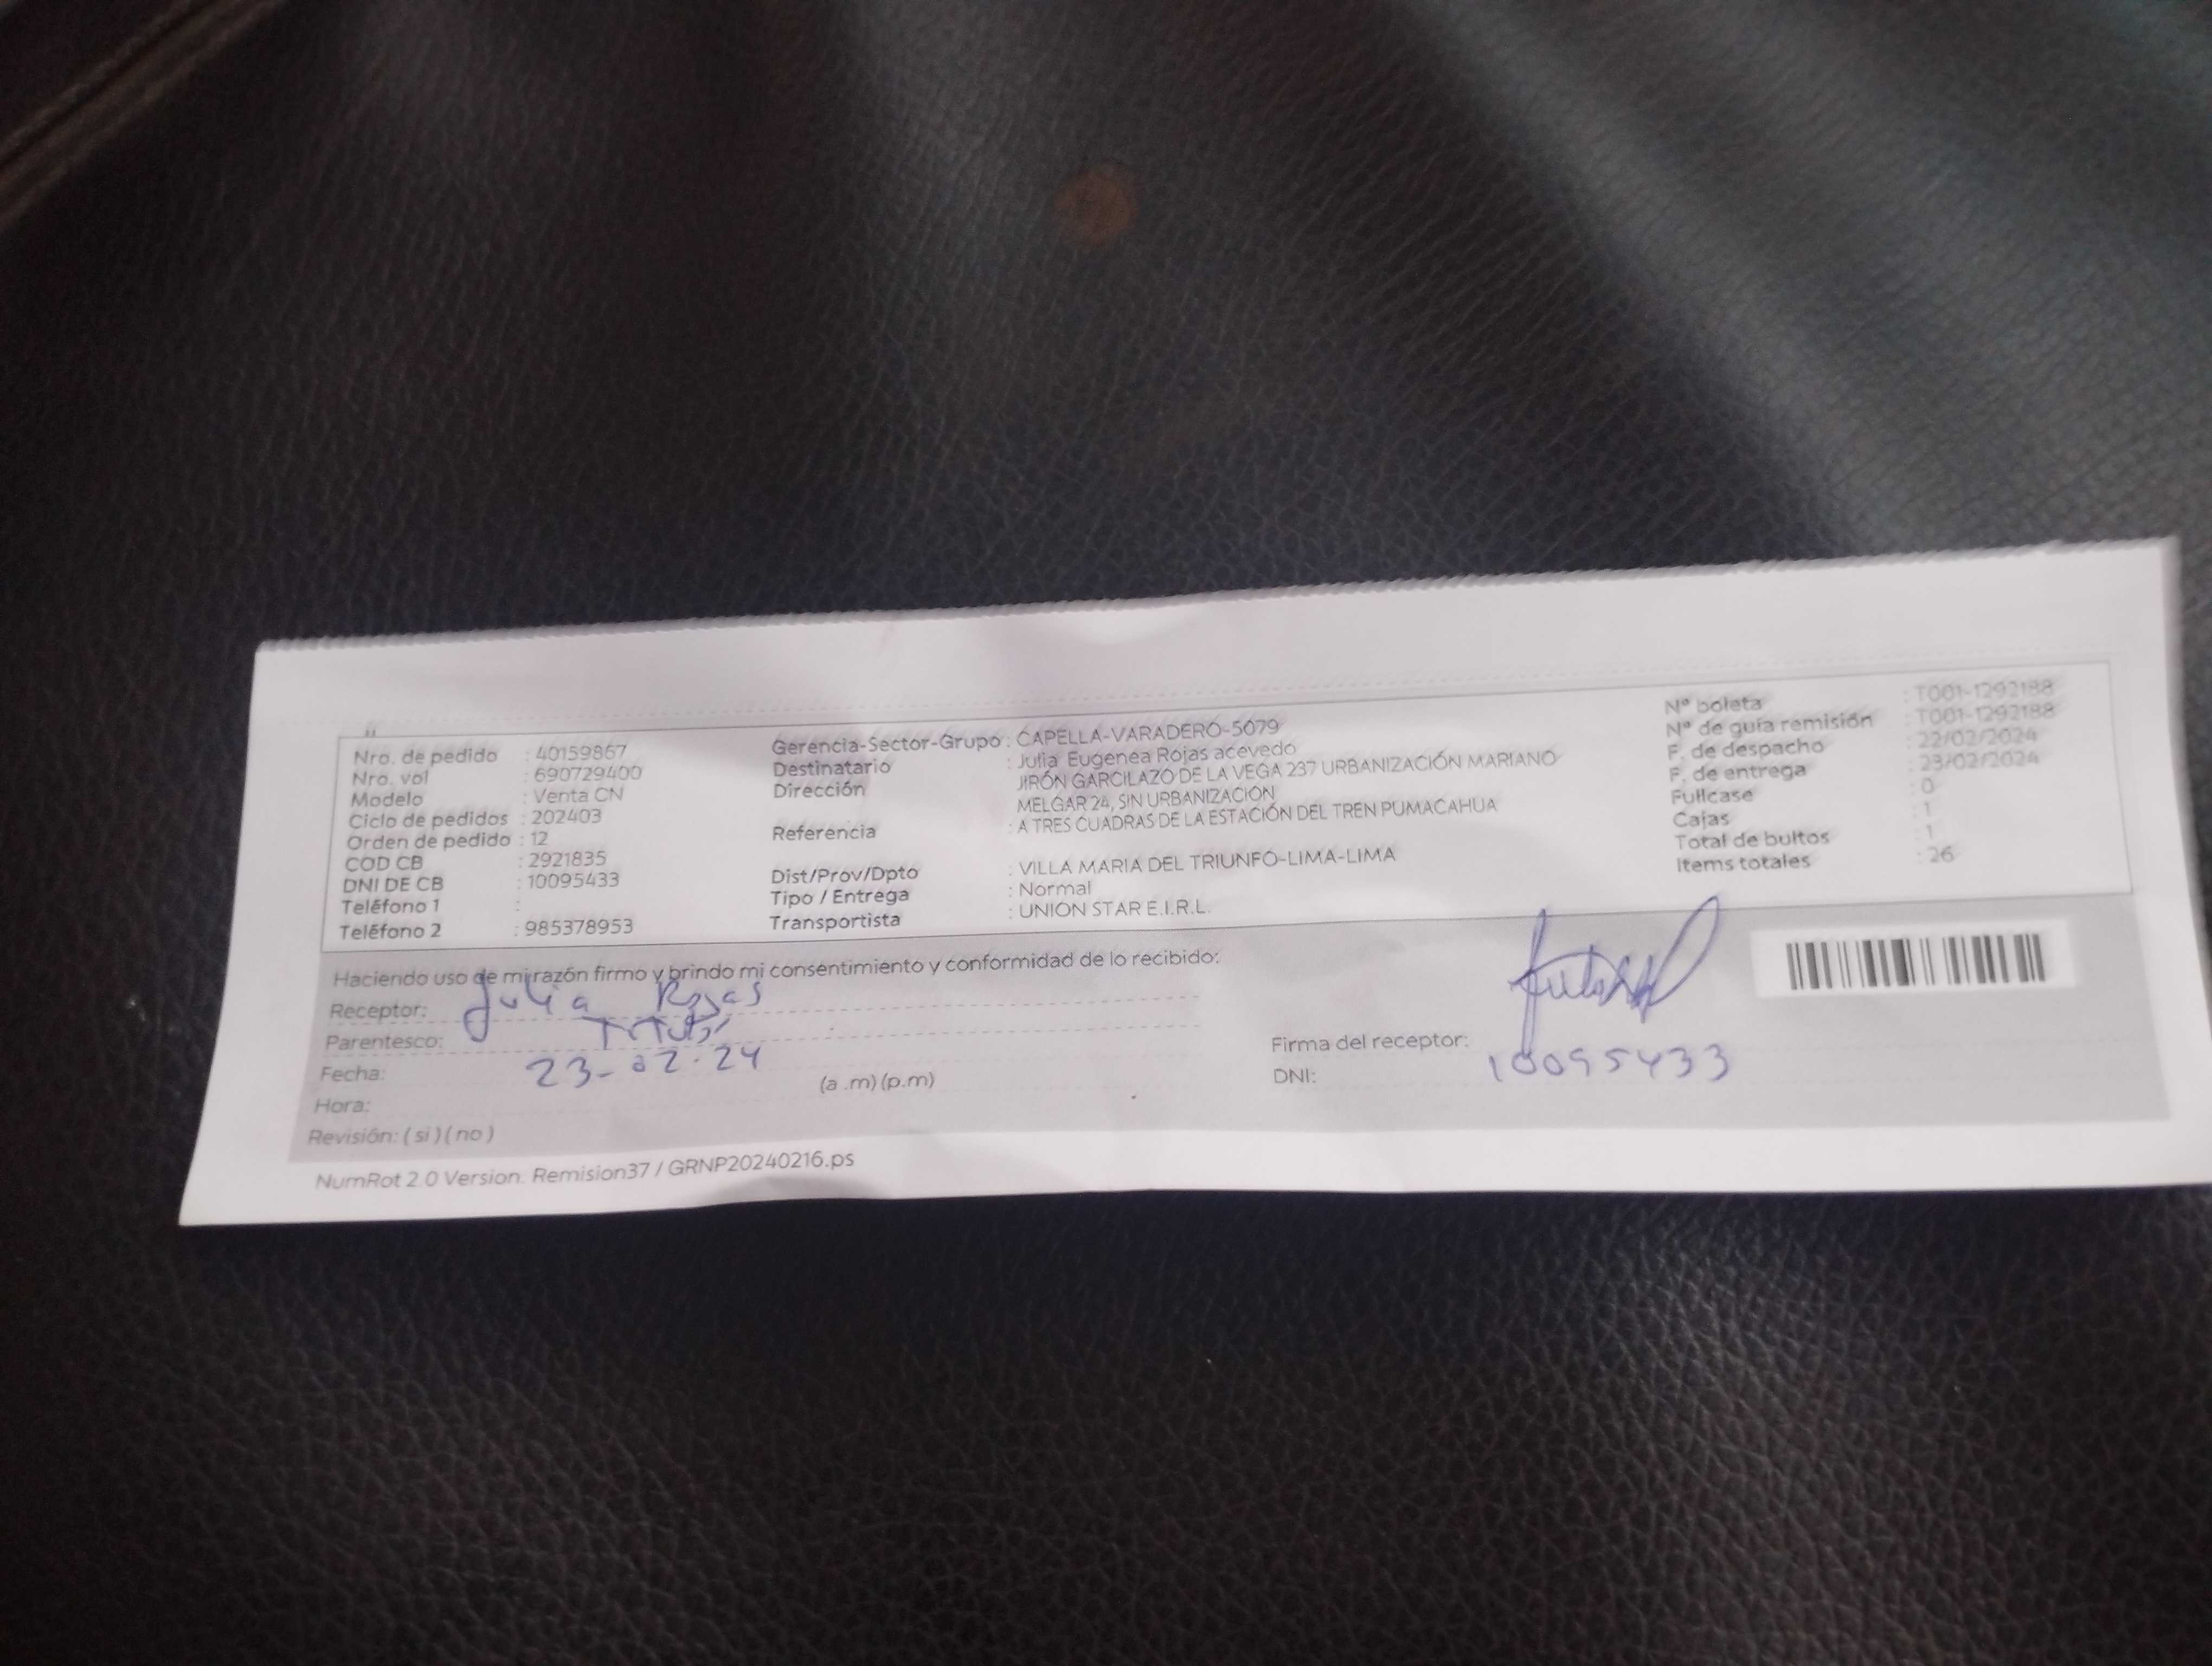 Nro. de pedido : 40159867
Nro. vol : 690729400
Modelo : Venta CN
Ciclo de pedidos : 202403
Orden de pedido : 12
COD CB : 2921835
DNI DE CB : 10095433
Teléfono 1 :
Teléfono 2 : 985378953
Gerencia-Sector-Grupo : CAPELLA-VARADERO-5079
Destinatario : Julia Eugenea Rojas acevedo
Dirección : JIRÓN GARCILAZO DE LA VEGA 237 URBANIZACIÓN MARIANO
MELGAR 24, SIN URBANIZACION
Referencia : A TRES CUADRAS DE LA ESTACIÓN DEL TREN PUMACAHUA
Dist/Prov/Dpto : VILLA MARIA DEL TRIUNFO-LIMA-LIMA
Tipo / Entrega : Normal
Transportista : UNION STAR E.I.R.L.
Nº boleta : T001-1292188
Nº de guía remisión : T001-1292188
F. de despacho : 22/02/2024
F. de entrega : 23/02/2024
Fullcase : 0
Cajas : 1
Total de bultos : 1
Items totales : 26
Haciendo uso de mi razón firmo y brindo mi consentimiento y conformidad de lo recibido:
Receptor: Julia Rojas
Parentesco:
Fecha: 23-02-24
Hora: (a .m) (p.m)
Revisión: ( si ) ( no )
Firma del receptor:
DNI: 10095433
NumRot 2.0 Version. Remision37 / GRNP20240216.ps